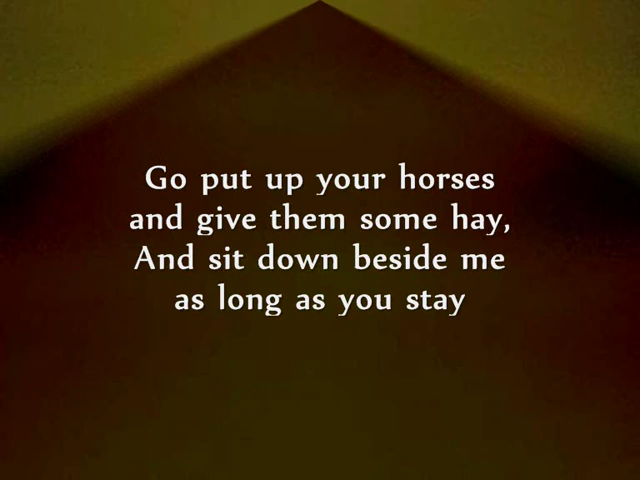 Go put up your horses
and give them some hay,
And sit down beside me
as long as you stay